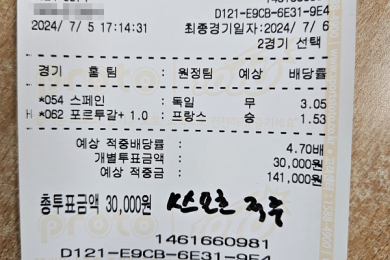 D121-E9CB-6E31-9E4
2024/ 7/ 5 17:14:31 최종경기일자:2024/ 7/ 6
2경기 선택
경기 홈 팀 : 원정팀 예상 배당률
*054 스페인 : 독일 무 3.05
H *062 포르투갈+ 1.0 : 프랑스 승 1.53
예상 적중배당률 : 4.70배
개별투표금액 : 30,000원
예상 적중금 : 141,000원
총투표금액 30,000원
1461660981
D121-E9CB-6E31-9E4